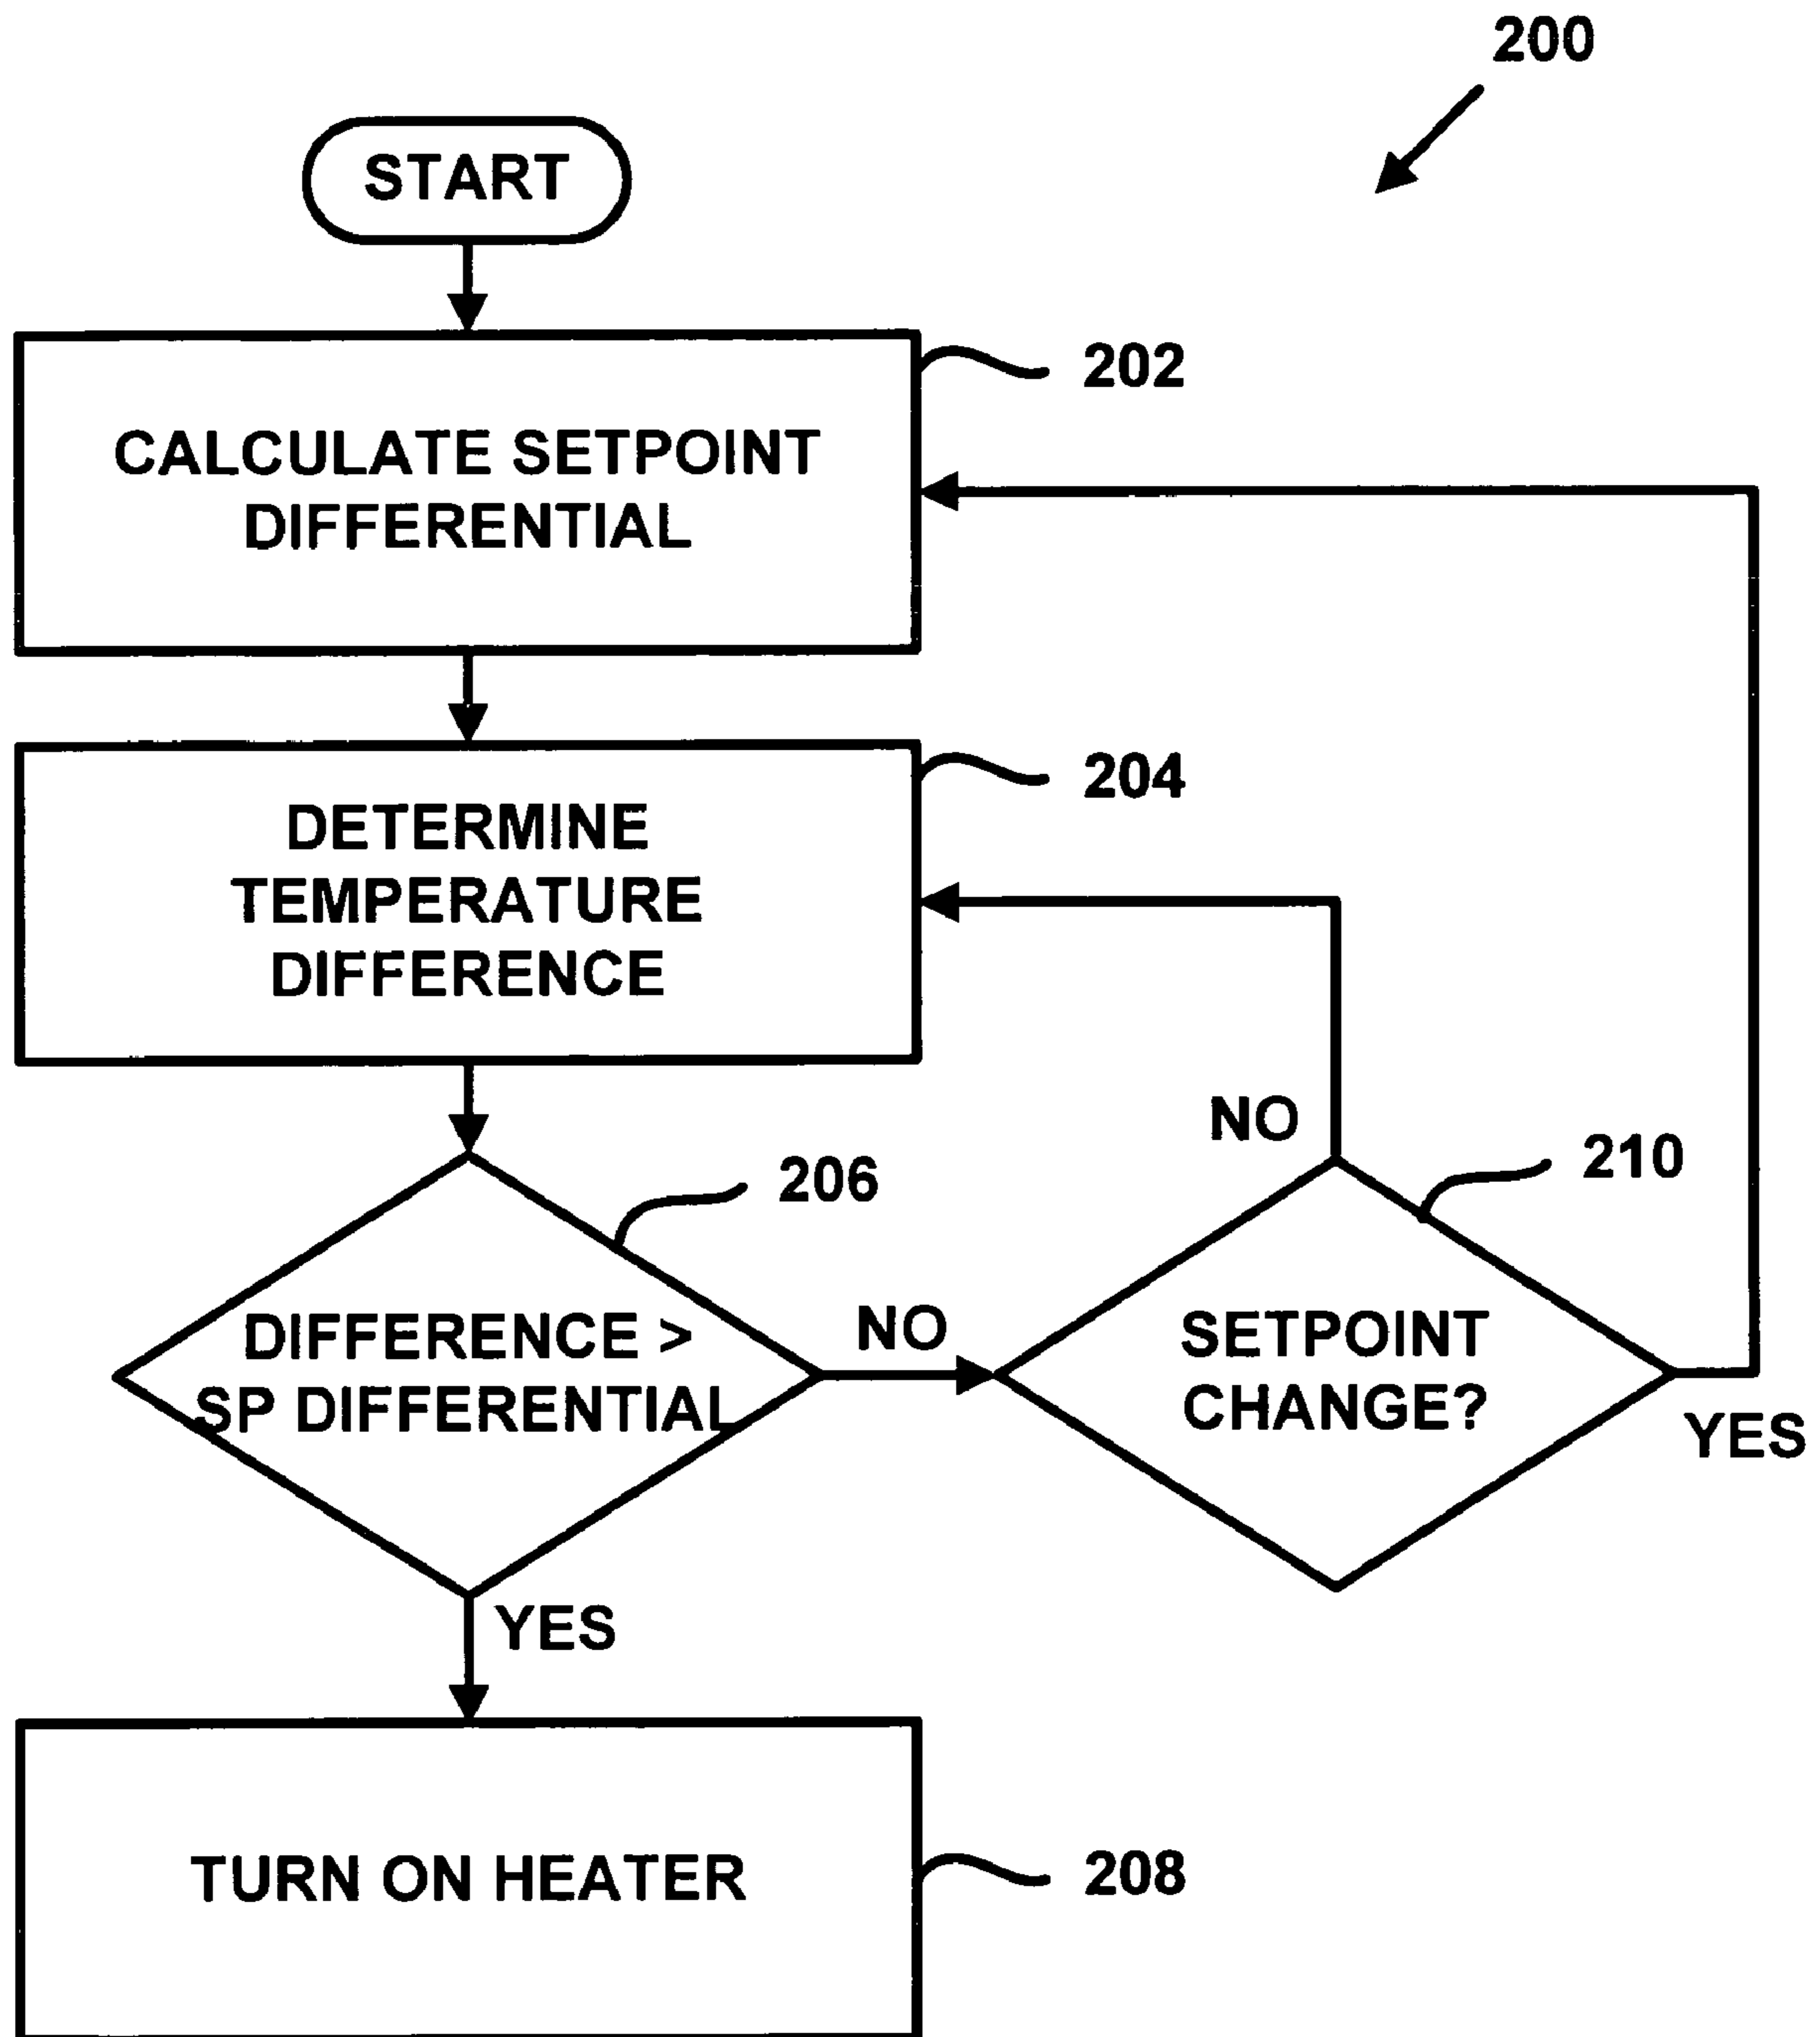 200
START
202
CALCULATE SETPOINT
DIFFERENTIAL
204
DETERMINE
TEMPERATURE
DIFFERENCE
206
DIFFERENCE >
SP DIFFERENTIAL
NO
210
SETPOINT
CHANGE?
NO
YES
YES
TURN ON HEATER
208